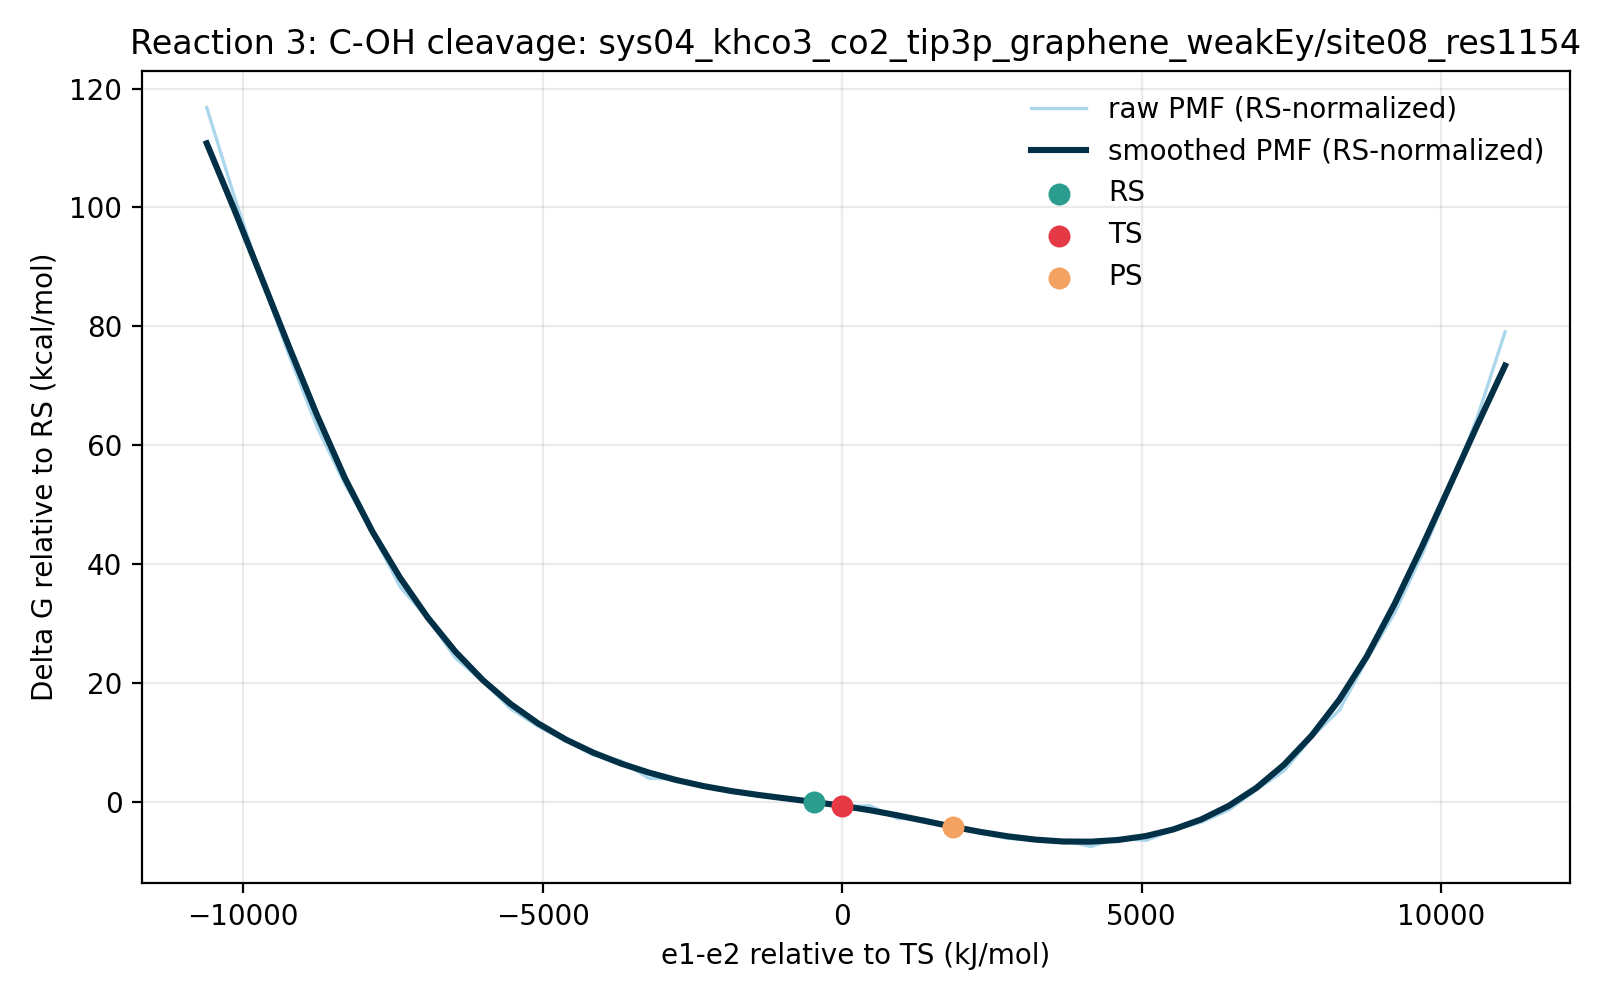 Reaction 3: C-OH cleavage: sys04_khco3_co2_tip3p_graphene_weakEy/site08_res1154
raw PMF (RS-normalized)
smoothed PMF (RS-normalized)
RS
TS
PS
Delta G relative to RS (kcal/mol)
120
100
80
60
40
20
0
−10000
−5000
0
5000
10000
e1-e2 relative to TS (kJ/mol)